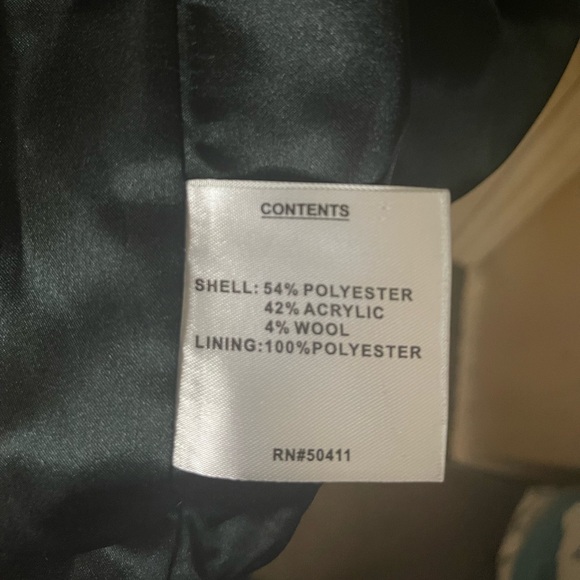 CONTENTS
SHELL: 54% POLYESTER
42% ACRYLIC
4% WOOL
LINING:100%POLYESTER
RN#50411